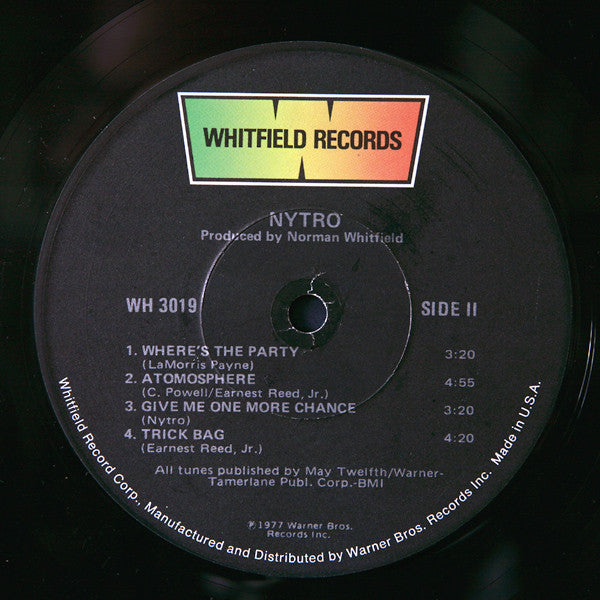 WHITFIELD RECORDS
NYTRO
Produced by Norman Whitfield
WH 3019
SIDE II
1. WHERE'S THE PARTY 3:20
(LaMorris Payne)
2. ATOMOSPHERE 4:55
(C. Powell/Earnest Reed, Jr.)
3. GIVE ME ONE MORE CHANCE 3:20
(Nytro)
4. TRICK BAG 4:20
(Earnest Reed, Jr.)
All tunes published by May Twelfth/Warner-
Tamerlane Publ. Corp.-BMI
℗1977 Warner Bros.
Records Inc.
Whitfield Record Corp., Manufactured and Distributed by Warner Bros. Records Inc. Made in U.S.A.